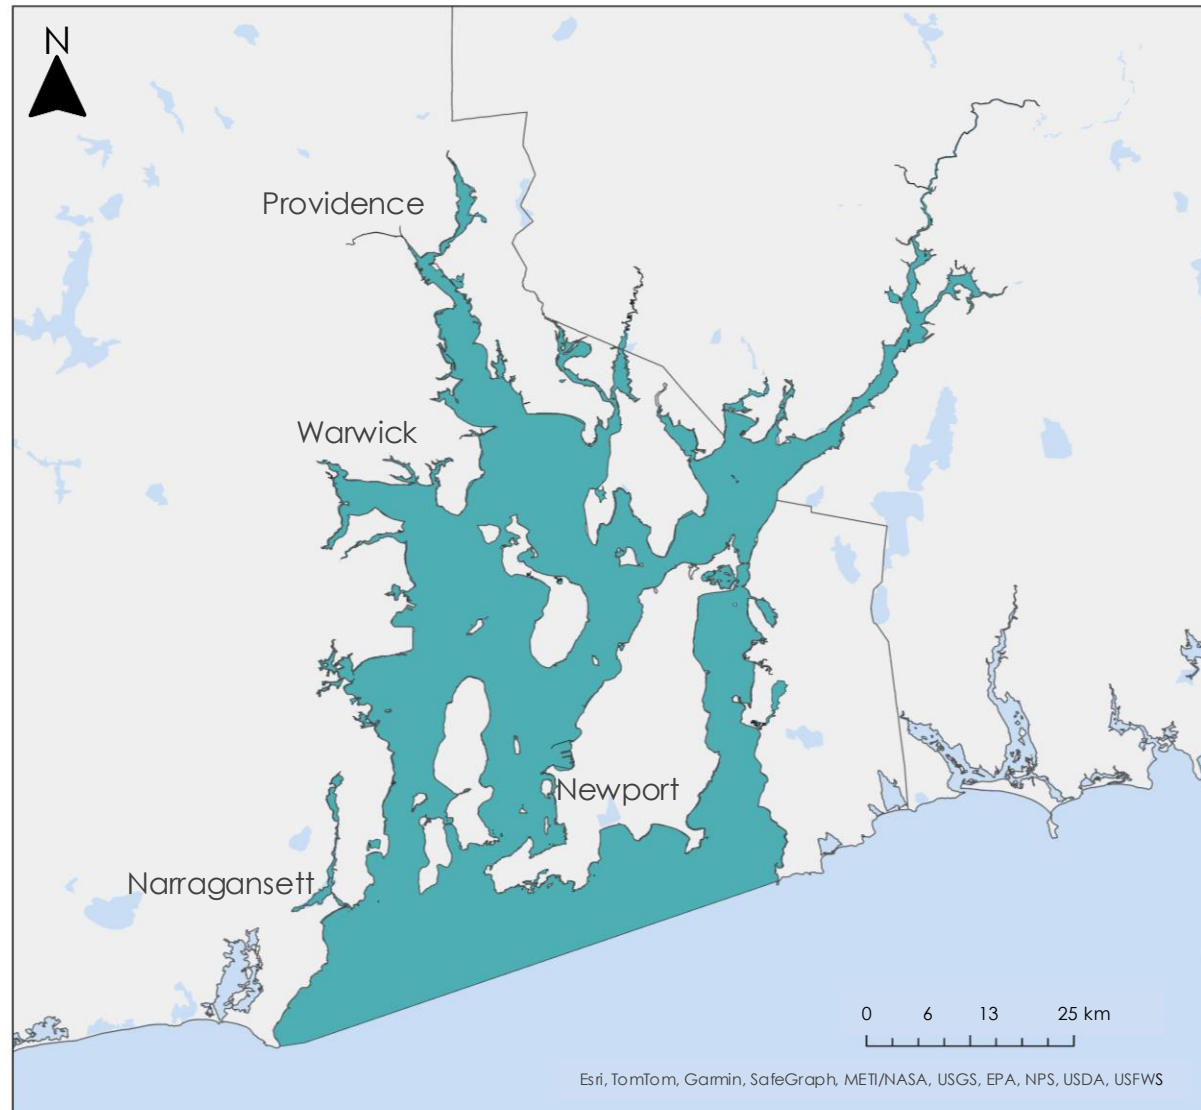 N
Providence
Warwick
Newport
Narragansett
0 6 13 25 km
Esri, TomTom, Garmin, SafeGraph, METI/NASA, USGS, EPA, NPS, USDA, USFWS